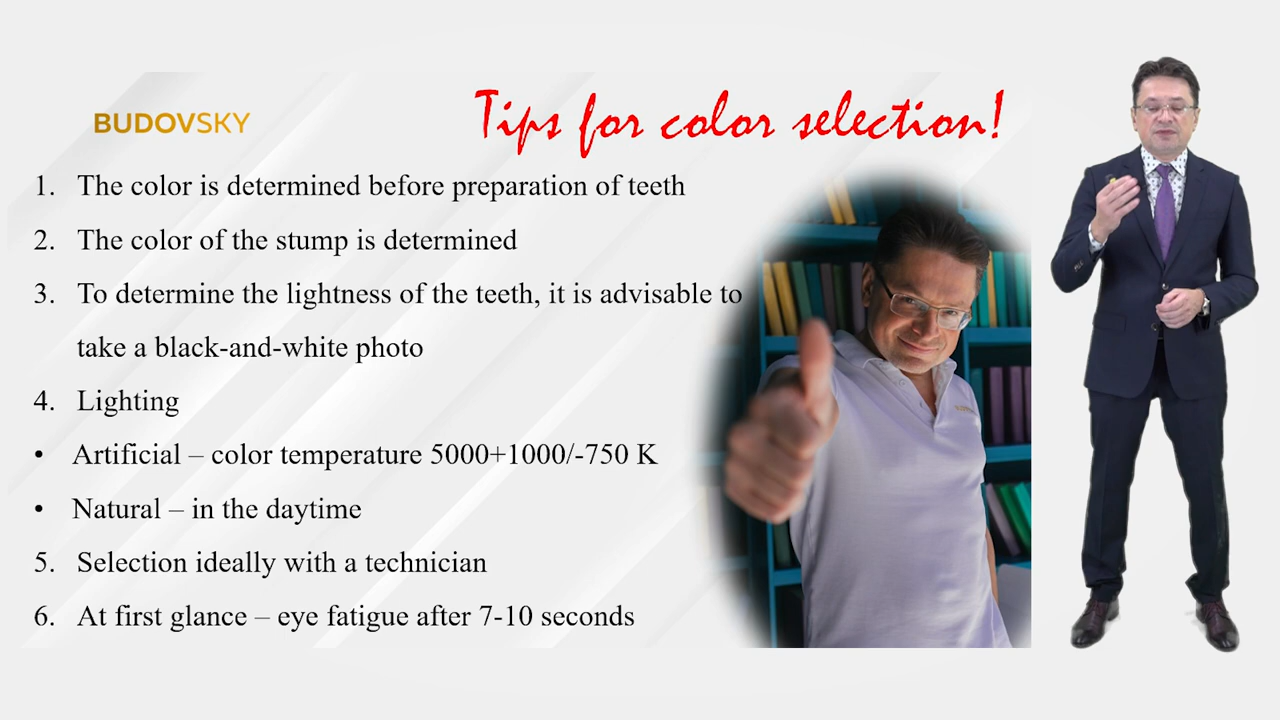 BUDOVSKY
Tips for color selection!
1. The color is determined before preparation of teeth
2. The color of the stump is determined
3. To determine the lightness of the teeth, it is advisable to
take a black-and-white photo
4. Lighting
• Artificial – color temperature 5000+1000/-750 K
• Natural – in the daytime
5. Selection ideally with a technician
6. At first glance – eye fatigue after 7-10 seconds